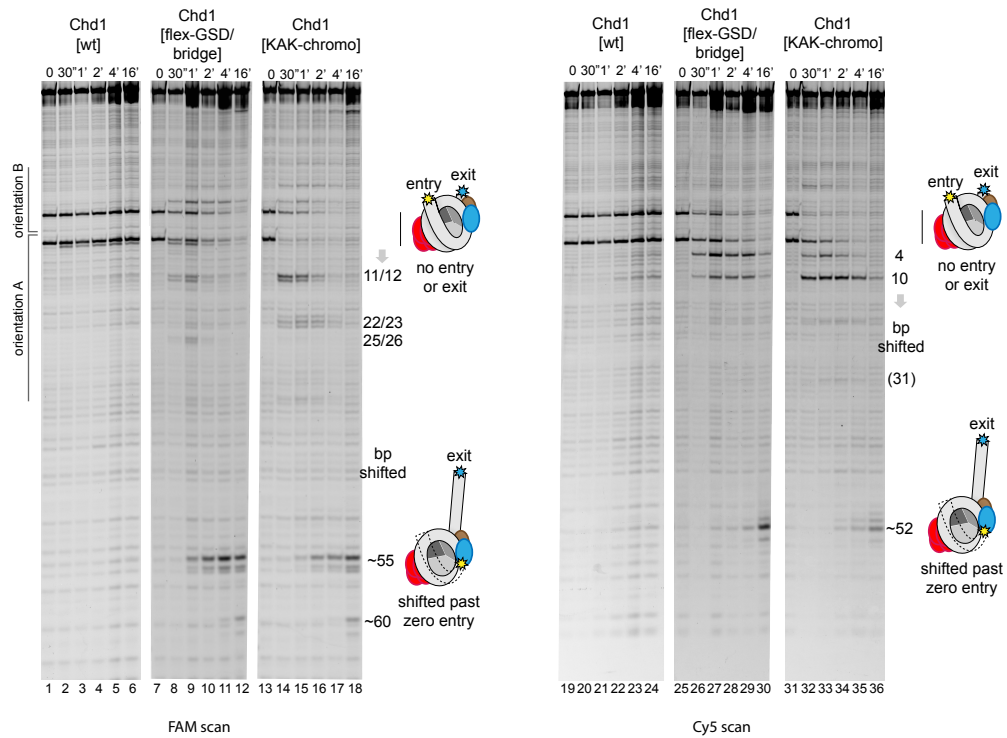 Chd1
[wt]
Chd1
[flex-GSD/
bridge]
Chd1
[KAK-chromo]
0 30" 1' 2' 4' 16'
0 30" 1' 2' 4' 16'
0 30" 1' 2' 4' 16'
orientation B
orientation A
entry
exit
no entry
or exit
11/12
22/23
25/26
bp
shifted
exit
~55
shifted past
zero entry
~60
1 2 3 4 5 6
7 8 9 10 11 12
13 14 15 16 17 18
FAM scan
Chd1
[wt]
Chd1
[flex-GSD/
bridge]
Chd1
[KAK-chromo]
0 30" 1' 2' 4' 16'
0 30" 1' 2' 4' 16'
0 30" 1' 2' 4' 16'
entry
exit
no entry
or exit
4
10
bp
shifted
(31)
exit
~52
shifted past
zero entry
19 20 21 22 23 24
25 26 27 28 29 30
31 32 33 34 35 36
Cy5 scan